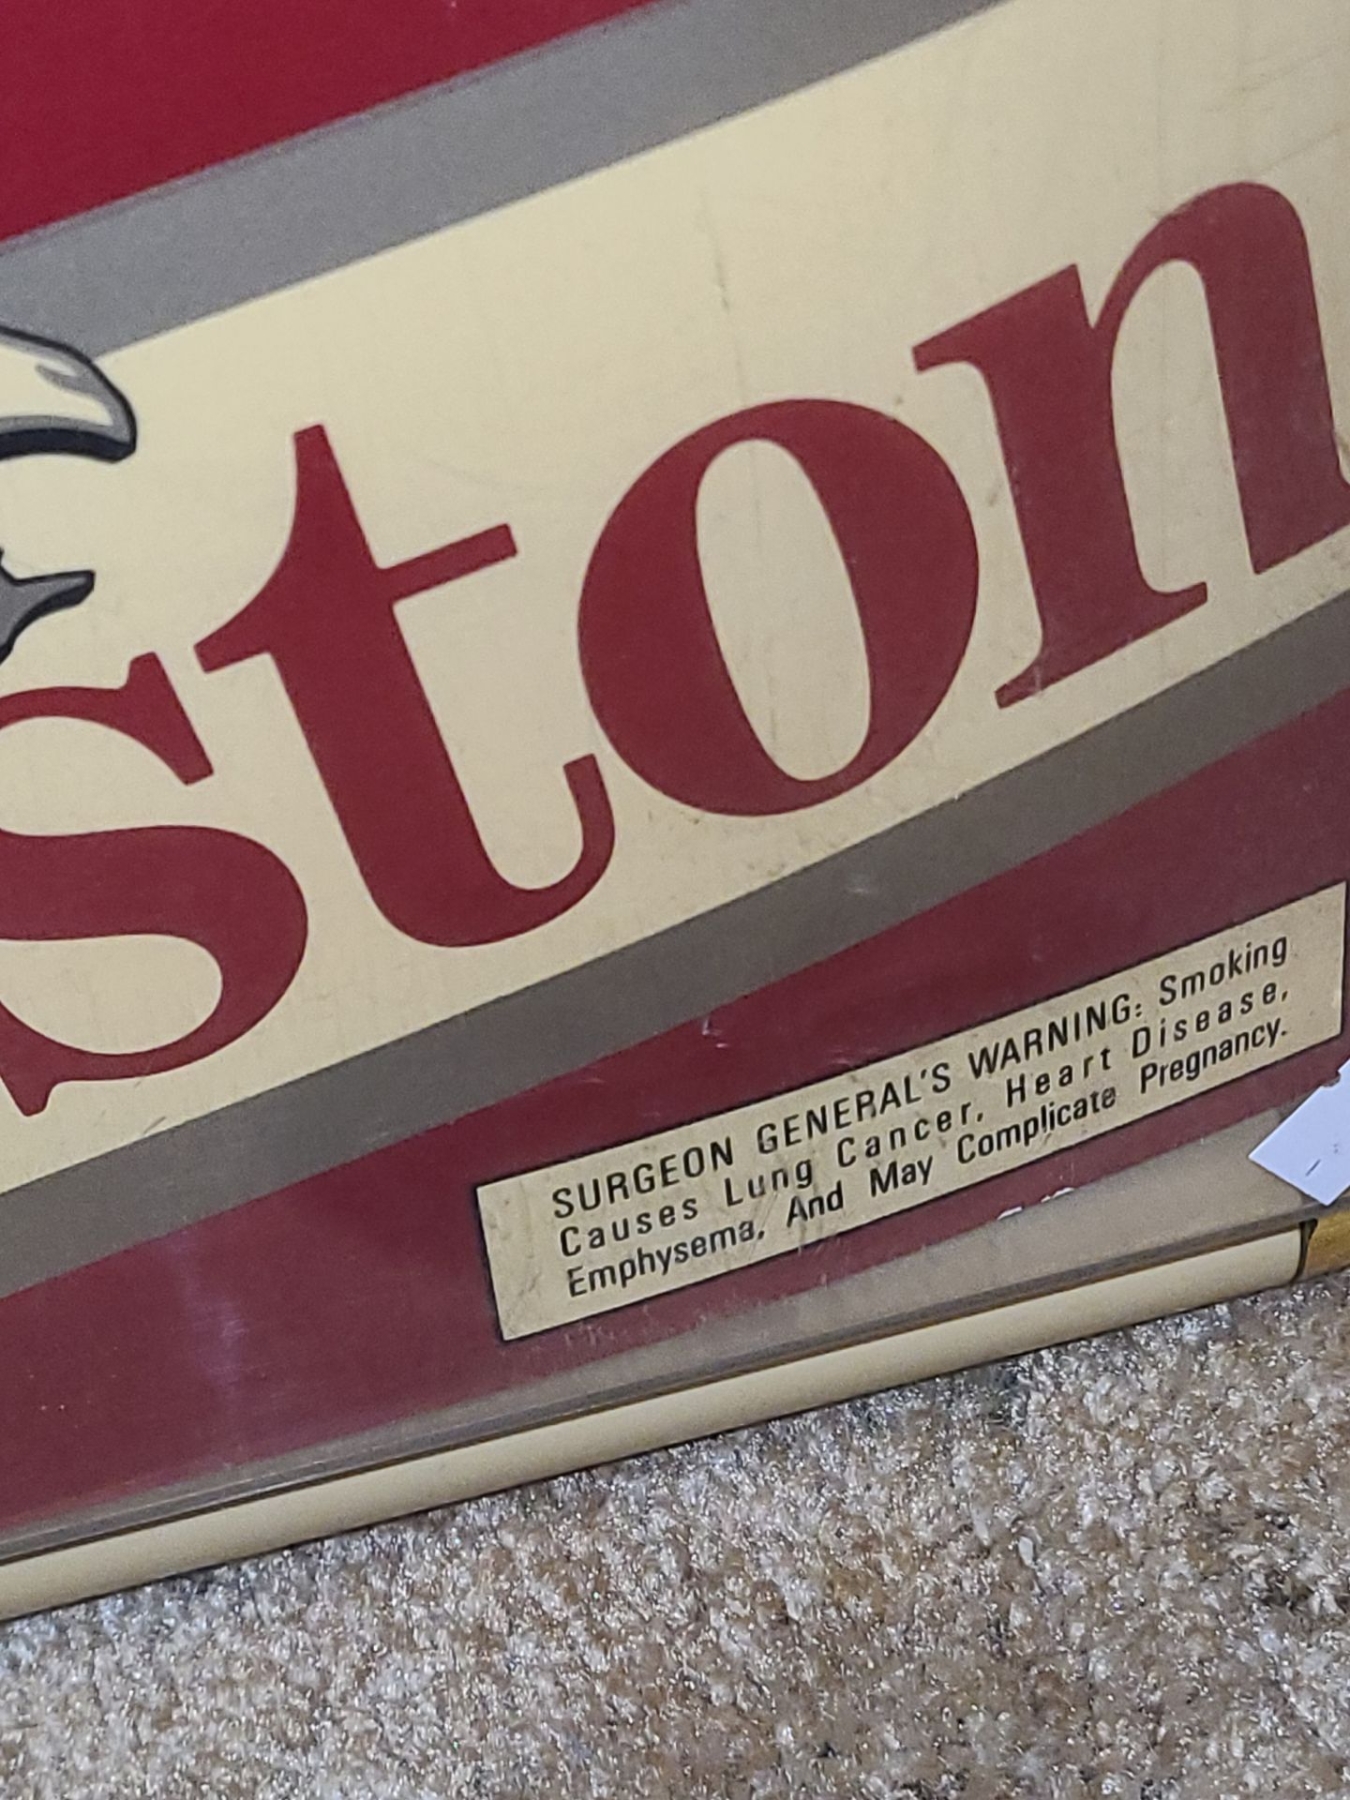 ston
SURGEON GENERAL'S WARNING: Smoking
Causes Lung Cancer, Heart Disease,
Emphysema, And May Complicate Pregnancy.